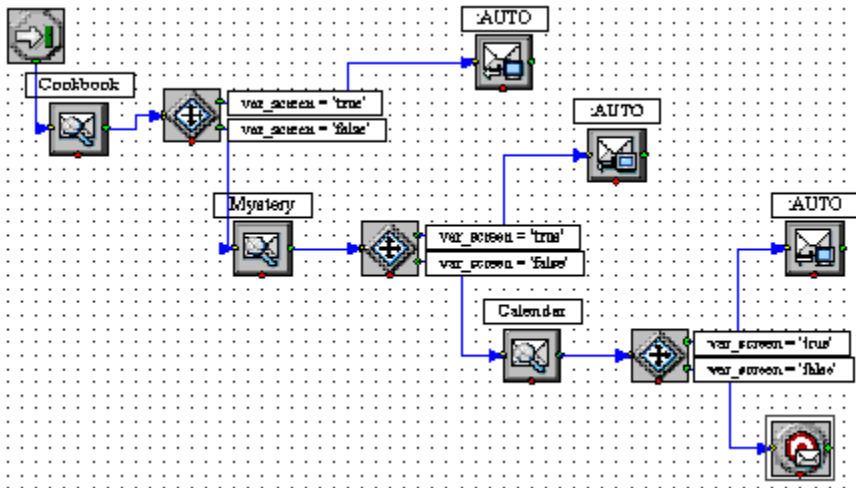 :AUTO
Cookbook
var_screen = 'true'
var_screen = 'false'
:AUTO
Mystery
var_screen = 'true'
var_screen = 'false'
:AUTO
Calendar
var_screen = 'true'
var_screen = 'false'